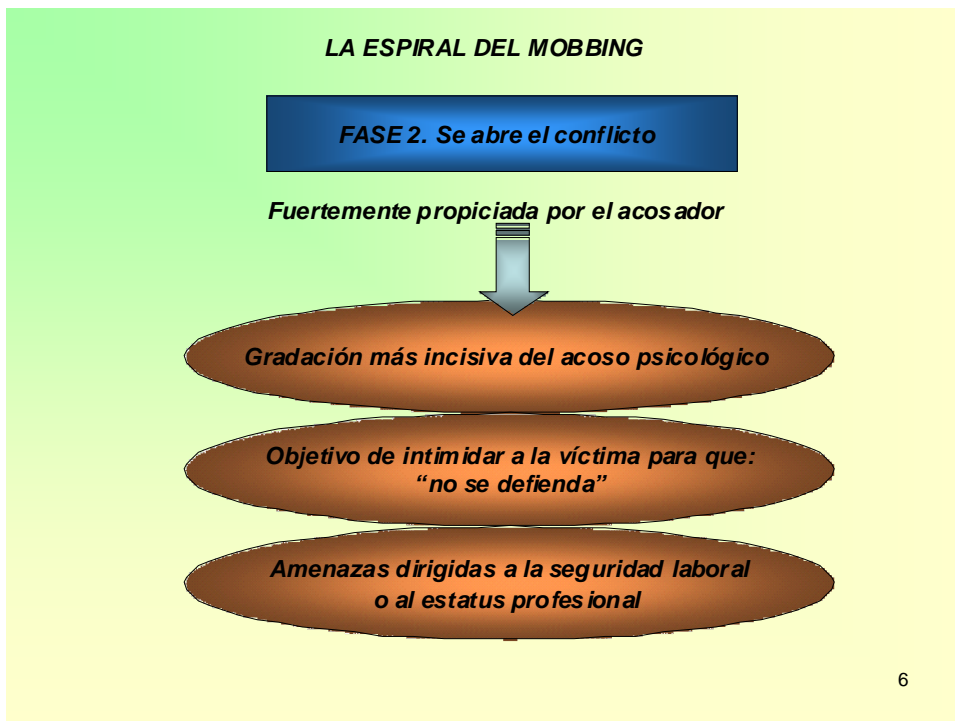 LA ESPIRAL DEL MOBBING
FASE 2. Se abre el conflicto
Fuertemente propiciada por el acosador
Gradación más incisiva del acoso psicológico
Objetivo de intimidar a la víctima para que:
“no se defienda”
Amenazas dirigidas a la seguridad laboral
o al estatus profesional
6